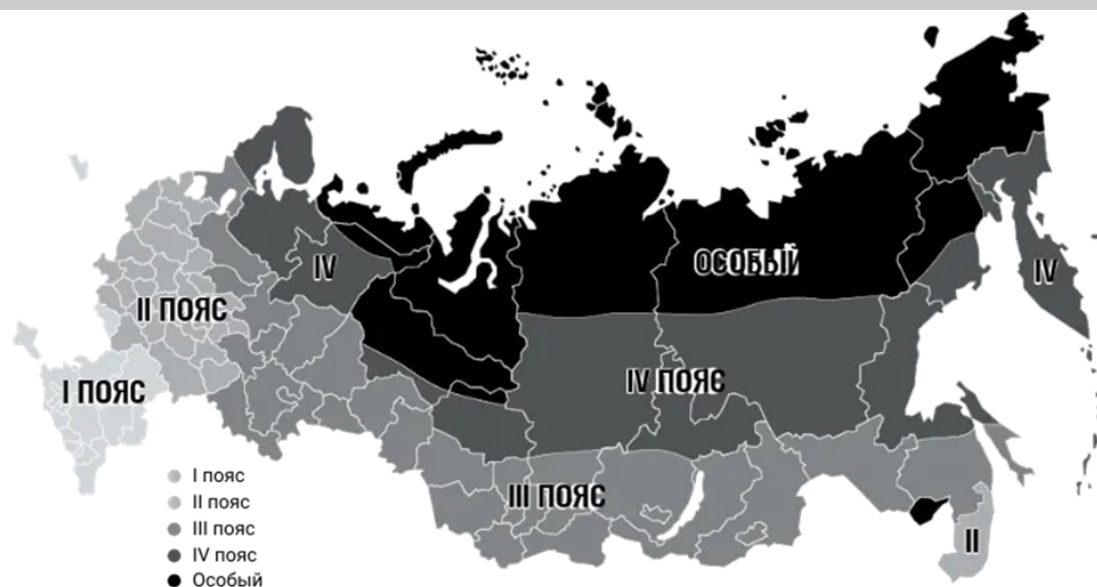 ОСОБЫЙ
IV
IV
II ПОЯС
IV ПОЯС
I ПОЯС
I пояс
II пояс
III ПОЯС
III пояс
II
IV пояс
Особый